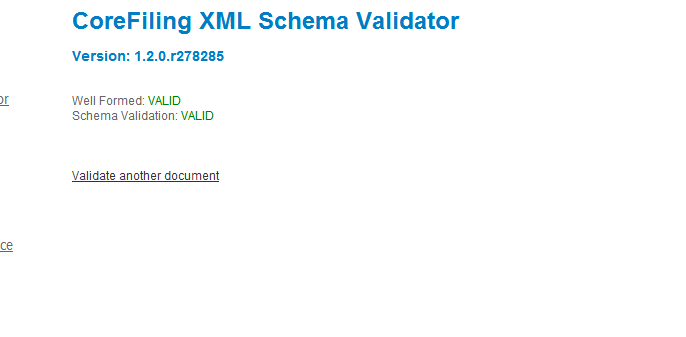 CoreFiling XML Schema Validator
Version: 1.2.0.r278285
or
Well Formed: VALID
Schema Validation: VALID
Validate another document
ce